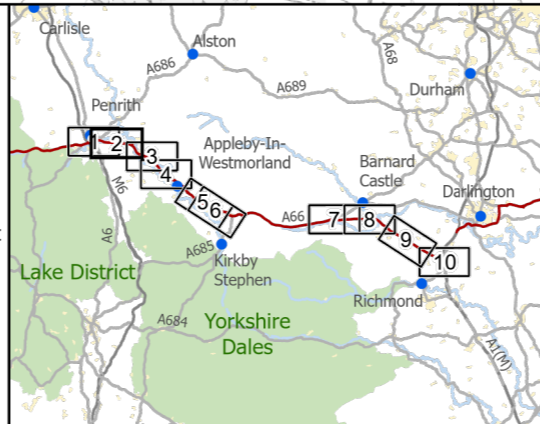 Carlisle
Alston
A68
A686
A689
Durham
Penrith
1
2
3
4
5
6
Appleby-In-
Westmorland
Barnard
Castle
Darlington
M6
A66
7
8
9
10
A6
A685
Kirkby
Stephen
Lake District
Richmond
A684
Yorkshire
Dales
A1(M)